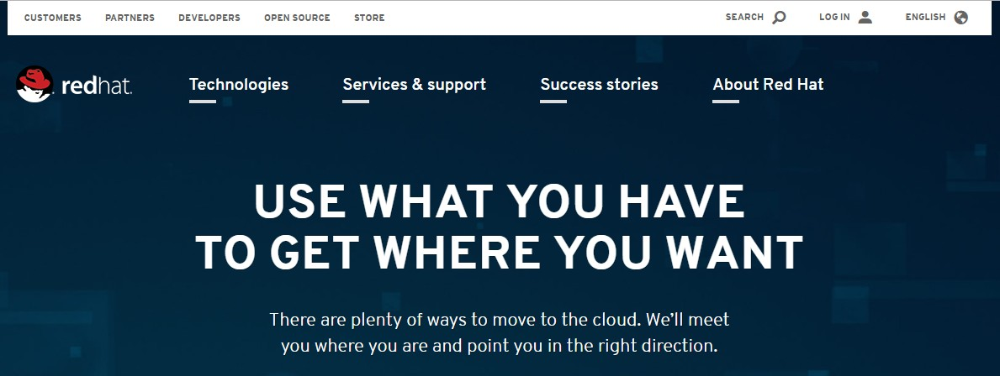 CUSTOMERS PARTNERS DEVELOPERS OPEN SOURCE STORE SEARCH LOG IN ENGLISH
redhat. Technologies Services & support Success stories About Red Hat
USE WHAT YOU HAVE
TO GET WHERE YOU WANT
There are plenty of ways to move to the cloud. We’ll meet
you where you are and point you in the right direction.